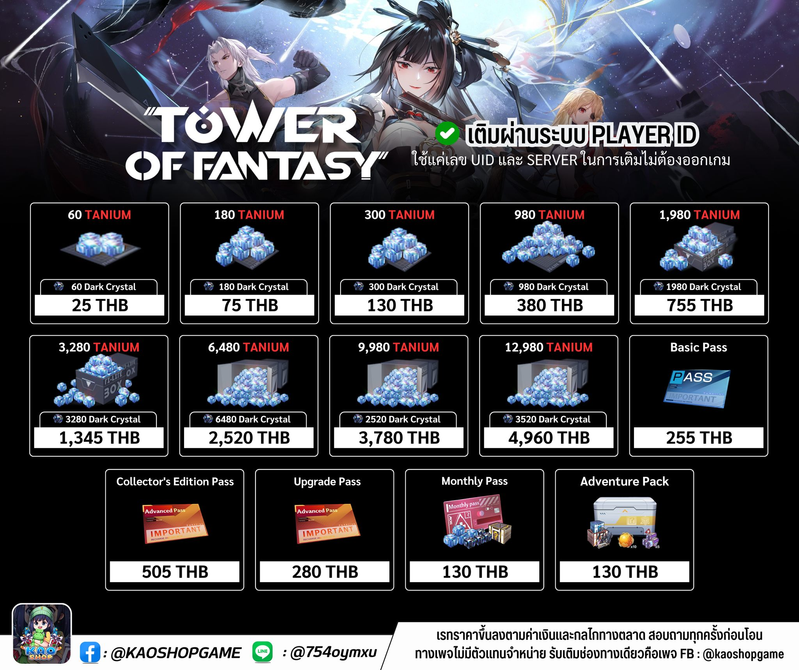 "TOWER
OF FANTASY"
เติมผ่านระบบ PLAYER ID
ใช้แค่เลข UID และ SERVER ในการเติมไม่ต้องออกเกม
60 TANIUM
180 TANIUM
300 TANIUM
980 TANIUM
1,980 TANIUM
60 Dark Crystal
180 Dark Crystal
300 Dark Crystal
980 Dark Crystal
1980 Dark Crystal
25 THB
75 THB
130 THB
380 THB
755 THB
3,280 TANIUM
6,480 TANIUM
9,980 TANIUM
12,980 TANIUM
Basic Pass
PASS
IMPORTANT
3280 Dark Crystal
6480 Dark Crystal
2520 Dark Crystal
3520 Dark Crystal
1,345 THB
2,520 THB
3,780 THB
4,960 THB
255 THB
Collector's Edition Pass
Upgrade Pass
Monthly Pass
Adventure Pack
Advanced Pass
IMPORTANT
Advanced Pass
IMPORTANT
Monthly pass
505 THB
280 THB
130 THB
130 THB
KAO
SHOP
: @KAOSHOPGAME
LINE
: @754oymxu
เรทราคาขึ้นลงตามค่าเงินและกลไกทางตลาด สอบถามทุกครั้งก่อนโอน
ทางเพจไม่มีตัวแทนจำหน่าย รับเติมช่องทางเดียวคือเพจ FB : @kaoshopgame